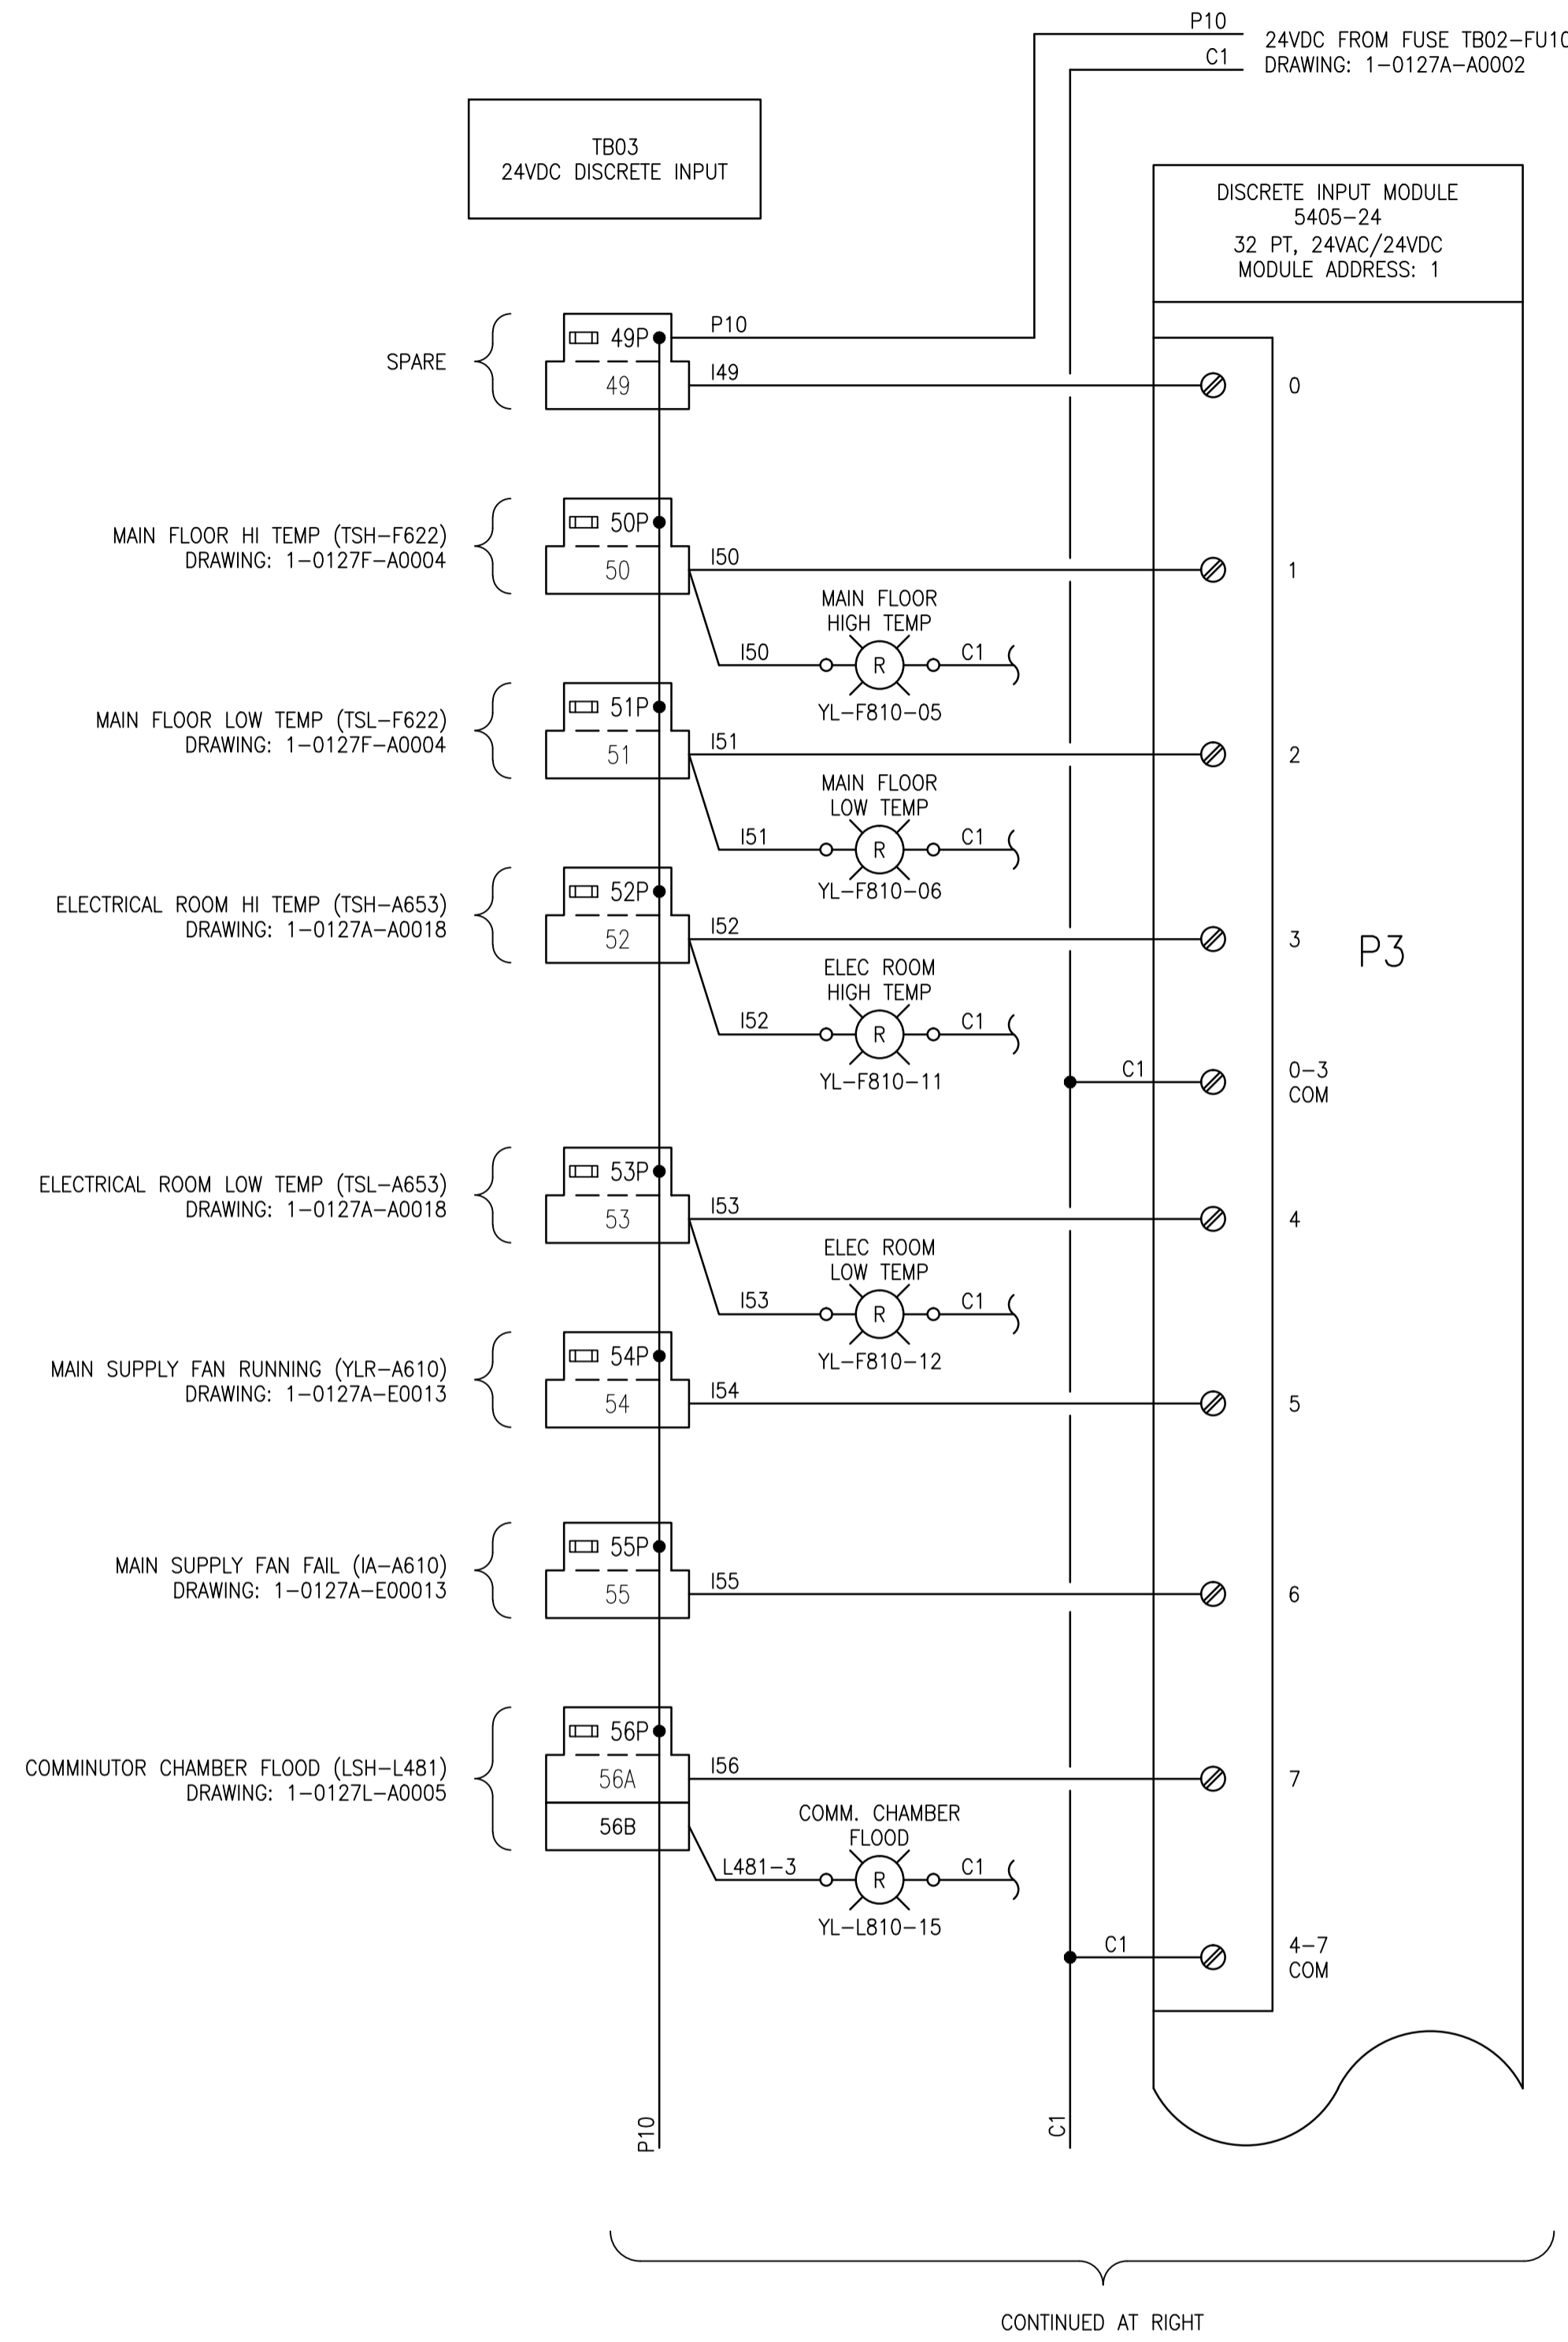 P10
24VDC FROM FUSE TB02-FU10
C1
DRAWING: 1-0127A-A0002
TB03
24VDC DISCRETE INPUT
DISCRETE INPUT MODULE
5405-24
32 PT, 24VAC/24VDC
MODULE ADDRESS: 1
SPARE
49P
P10
49
I49
0
MAIN FLOOR HI TEMP (TSH-F622)
DRAWING: 1-0127F-A0004
50P
50
I50
1
MAIN FLOOR
HIGH TEMP
I50
R
C1
YL-F810-05
MAIN FLOOR LOW TEMP (TSL-F622)
DRAWING: 1-0127F-A0004
51P
51
I51
2
MAIN FLOOR
LOW TEMP
I51
R
C1
YL-F810-06
ELECTRICAL ROOM HI TEMP (TSH-A653)
DRAWING: 1-0127A-A0018
52P
52
I52
3
P3
ELEC ROOM
HIGH TEMP
I52
R
C1
YL-F810-11
C1
0-3
COM
ELECTRICAL ROOM LOW TEMP (TSL-A653)
DRAWING: 1-0127A-A0018
53P
53
I53
4
ELEC ROOM
LOW TEMP
I53
R
C1
YL-F810-12
MAIN SUPPLY FAN RUNNING (YLR-A610)
DRAWING: 1-0127A-E0013
54P
54
I54
5
MAIN SUPPLY FAN FAIL (IA-A610)
DRAWING: 1-0127A-E00013
55P
55
I55
6
COMMINUTOR CHAMBER FLOOD (LSH-L481)
DRAWING: 1-0127L-A0005
56P
56A
I56
7
56B
COMM. CHAMBER
FLOOD
L481-3
R
C1
YL-L810-15
C1
4-7
COM
P10
C1
CONTINUED AT RIGHT